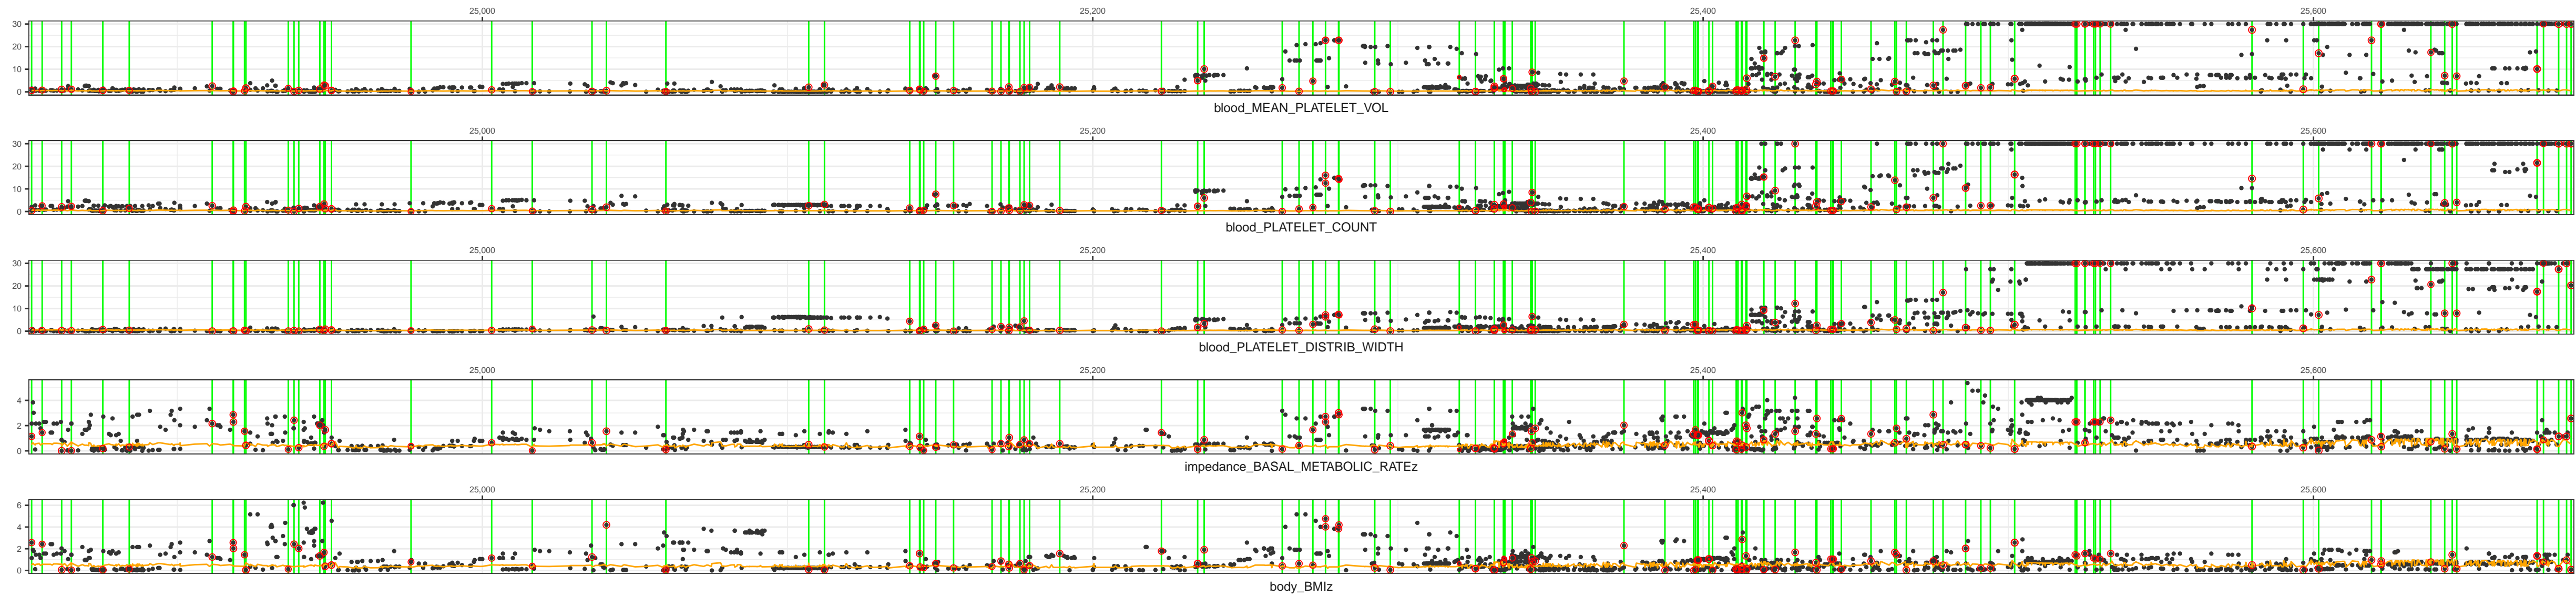 25,000 25,200 25,400 25,600
30
20
10
0
blood_MEAN_PLATELET_VOL
25,000 25,200 25,400 25,600
30
20
10
0
blood_PLATELET_COUNT
25,000 25,200 25,400 25,600
30
20
10
0
blood_PLATELET_DISTRIB_WIDTH
25,000 25,200 25,400 25,600
4
2
0
impedance_BASAL_METABOLIC_RATEz
25,000 25,200 25,400 25,600
6
4
2
0
body_BMIz